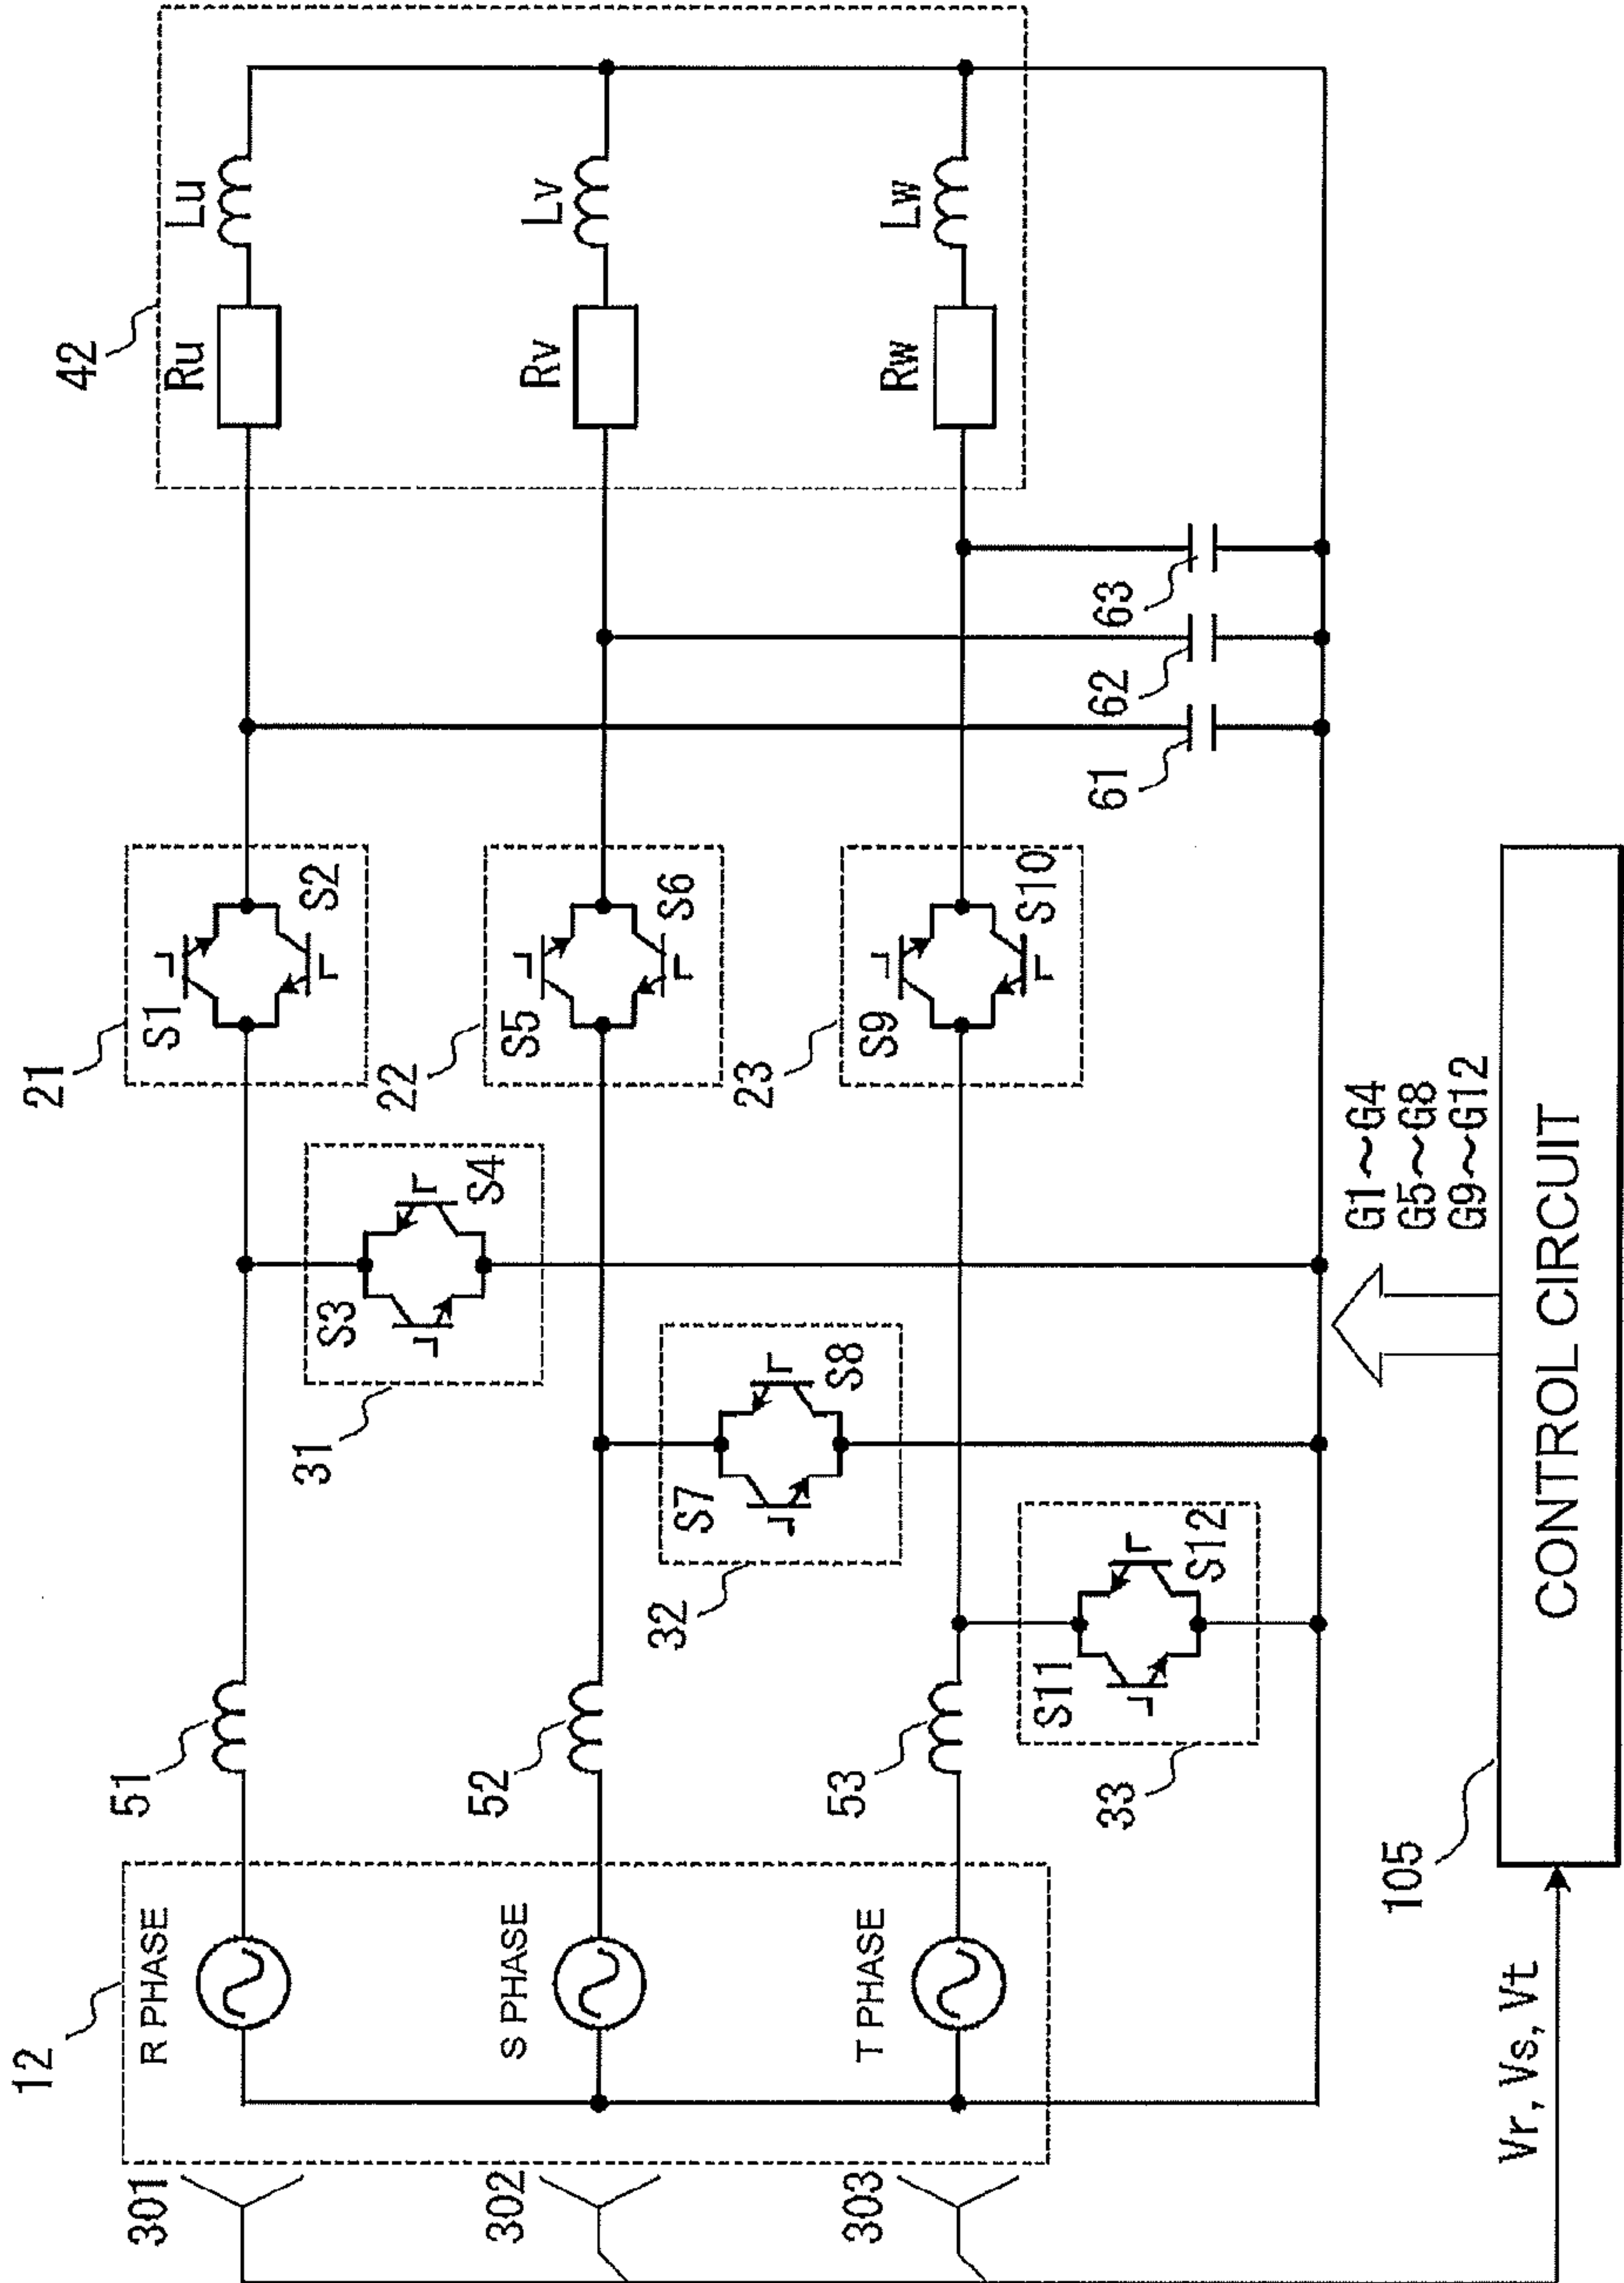 12
R PHASE
S PHASE
T PHASE
301
302
303
51
52
53
31
S3
S4
32
S7
S8
33
S11
S12
21
S1
S2
22
S5
S6
23
S9
S10
61
62
63
42
Ru
Lu
Rv
Lv
Rw
Lw
G1~G4
G5~G8
G9~G12
105
CONTROL CIRCUIT
Vr, Vs, Vt